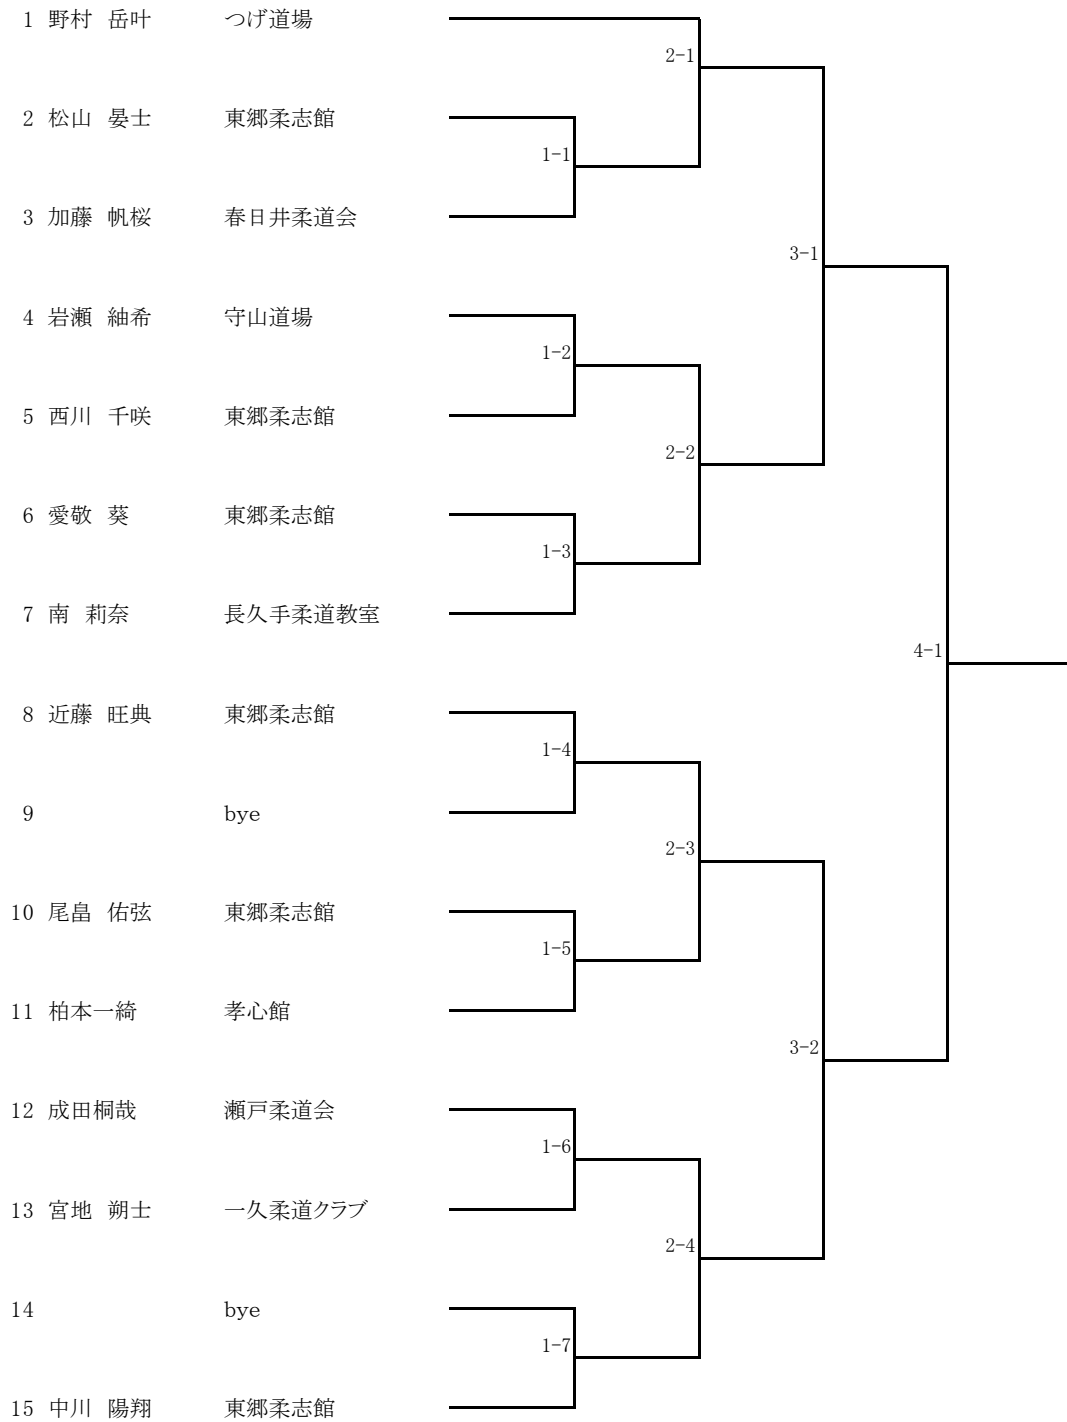 1 野村 岳叶 つげ道場
2-1
2 松山 晏士 東郷柔志館
1-1
3 加藤 帆桜 春日井柔道会
3-1
4 岩瀬 紬希 守山道場
1-2
5 西川 千咲 東郷柔志館
2-2
6 愛敬 葵 東郷柔志館
1-3
7 南 莉奈 長久手柔道教室
4-1
8 近藤 旺典 東郷柔志館
1-4
9 bye
2-3
10 尾畠 佑弦 東郷柔志館
1-5
11 柏本一綺 孝心館
3-2
12 成田桐哉 瀬戸柔道会
1-6
13 宮地 朔士 一久柔道クラブ
2-4
14 bye
1-7
15 中川 陽翔 東郷柔志館